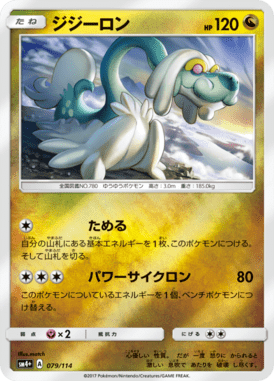 たね ジジーロン HP 120
全国図鑑NO.780 ゆうゆうポケモン 高さ：3.0m 重さ：185.0kg
ためる
自分の山札にある基本エネルギーを1枚、このポケモンにつける。
そして山札を切る。
パワーサイクロン 80
このポケモンについているエネルギーを1個、ベンチポケモンにつ
け替える。
弱点 ×2 抵抗力 にげる
sm4+ A 079/114
©2017 Pokémon/Nintendo/Creatures/GAME FREAK.